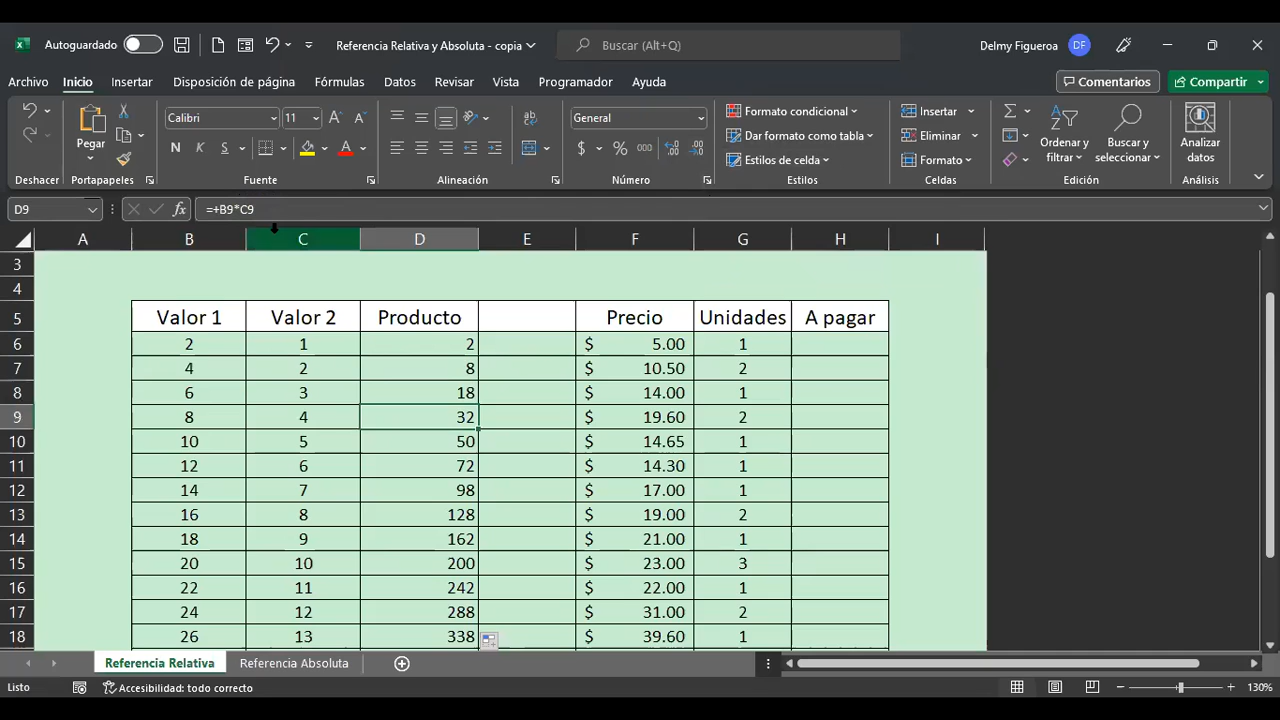 Autoguardado Referencia Relativa y Absoluta - copia Buscar (Alt+Q) Delmy Figueroa DF
Archivo Inicio Insertar Disposición de página Fórmulas Datos Revisar Vista Programador Ayuda Comentarios Compartir
Pegar Calibri 11 N K S General $ % 000 Formato condicional Dar formato como tabla Estilos de celda Insertar Eliminar Formato Ordenar y filtrar Buscar y seleccionar Analizar datos
Deshacer Portapapeles Fuente Alineación Número Estilos Celdas Edición Análisis
D9 fx =+B9*C9
A B C D E F G H I
3
4
5 Valor 1 Valor 2 Producto Precio Unidades A pagar
6 2 1 2 $ 5.00 1
7 4 2 8 $ 10.50 2
8 6 3 18 $ 14.00 1
9 8 4 32 $ 19.60 2
10 10 5 50 $ 14.65 1
11 12 6 72 $ 14.30 1
12 14 7 98 $ 17.00 1
13 16 8 128 $ 19.00 2
14 18 9 162 $ 21.00 1
15 20 10 200 $ 23.00 3
16 22 11 242 $ 22.00 1
17 24 12 288 $ 31.00 2
18 26 13 338 $ 39.60 1
Referencia Relativa Referencia Absoluta
Listo Accesibilidad: todo correcto 130%